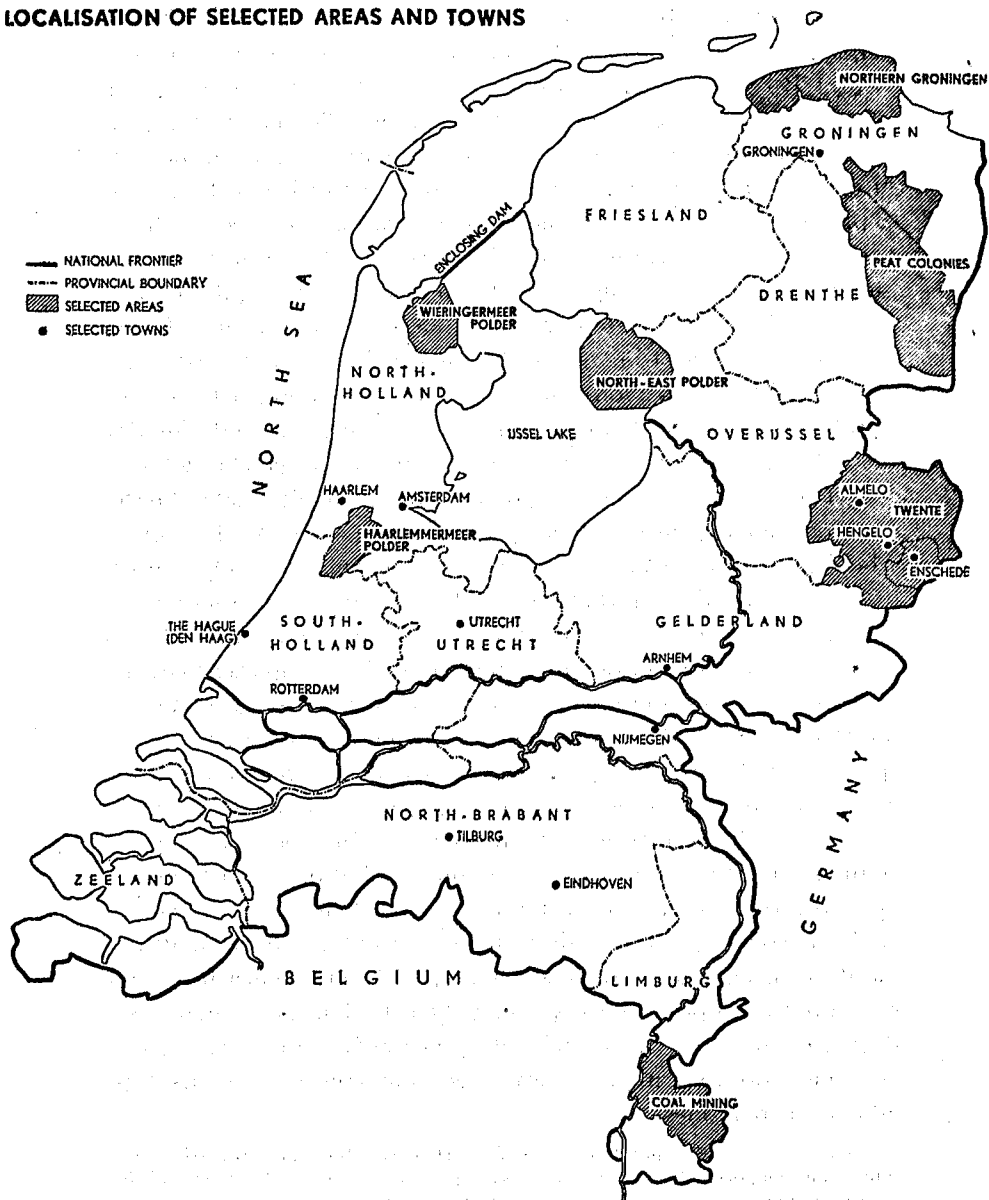 LOCALISATION OF SELECTED AREAS AND TOWNS
NORTHERN GRONINGEN
GRONINGEN
GRONINGEN
FRIESLAND
ENCLOSING DAM
NATIONAL FRONTIER
PROVINCIAL BOUNDARY
SELECTED AREAS
SELECTED TOWNS
PEAT COLONIES
DRENTHE
NORTH SEA
WIERINGERMEER
POLDER
NORTH-
HOLLAND
NORTH-EAST POLDER
IJSSEL LAKE
OVERIJSSEL
HAARLEM
AMSTERDAM
ALMELO
TWENTE
HENGELO
ENSCHEDE
HAARLEMMERMEER
POLDER
THE HAGUE
(DEN HAAG)
SOUTH-
HOLLAND
UTRECHT
UTRECHT
GELDERLAND
ARNHEM
ROTTERDAM
NIJMEGEN
GERMANY
NORTH-BRABANT
TILBURG
ZEELAND
EINDHOVEN
BELGIUM
LIMBURG
COAL MINING